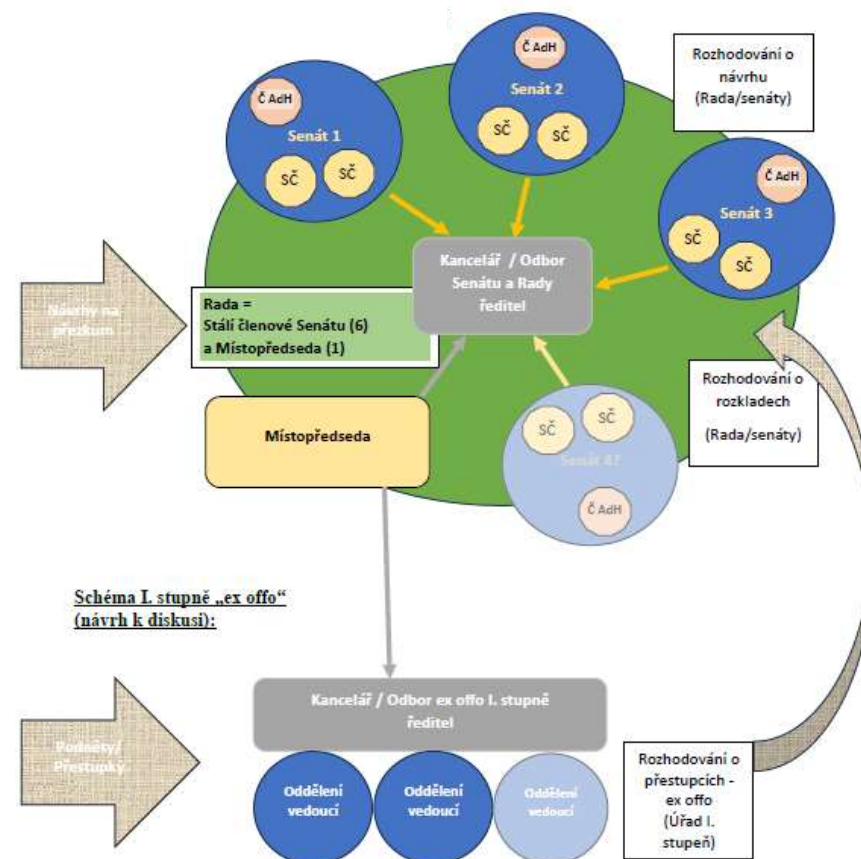 Č AdH
Senát 2
SČ
SČ
Č AdH
Senát 1
SČ
SČ
Rozhodování o
návrhu
(Rada/senáty)
Č AdH
Senát 3
SČ
SČ
Kancelář / Odbor
Senátu a Rady
ředitel
Návrhy na
přezkum
Rada =
Stálí členové Senátu (6)
a Místopředseda (1)
Rozhodování o
rozkladech
(Rada/senáty)
Místopředseda
SČ
SČ
Senát 4?
Č AdH
Schéma I. stupně „ex offo“
(návrh k diskusi):
Kancelář / Odbor ex offo I. stupně
ředitel
Podněty/
Přestupky
Oddělení
vedoucí
Oddělení
vedoucí
Oddělení
vedoucí
Rozhodování o
přestupcích -
ex offo
(Úřad I.
stupeň)